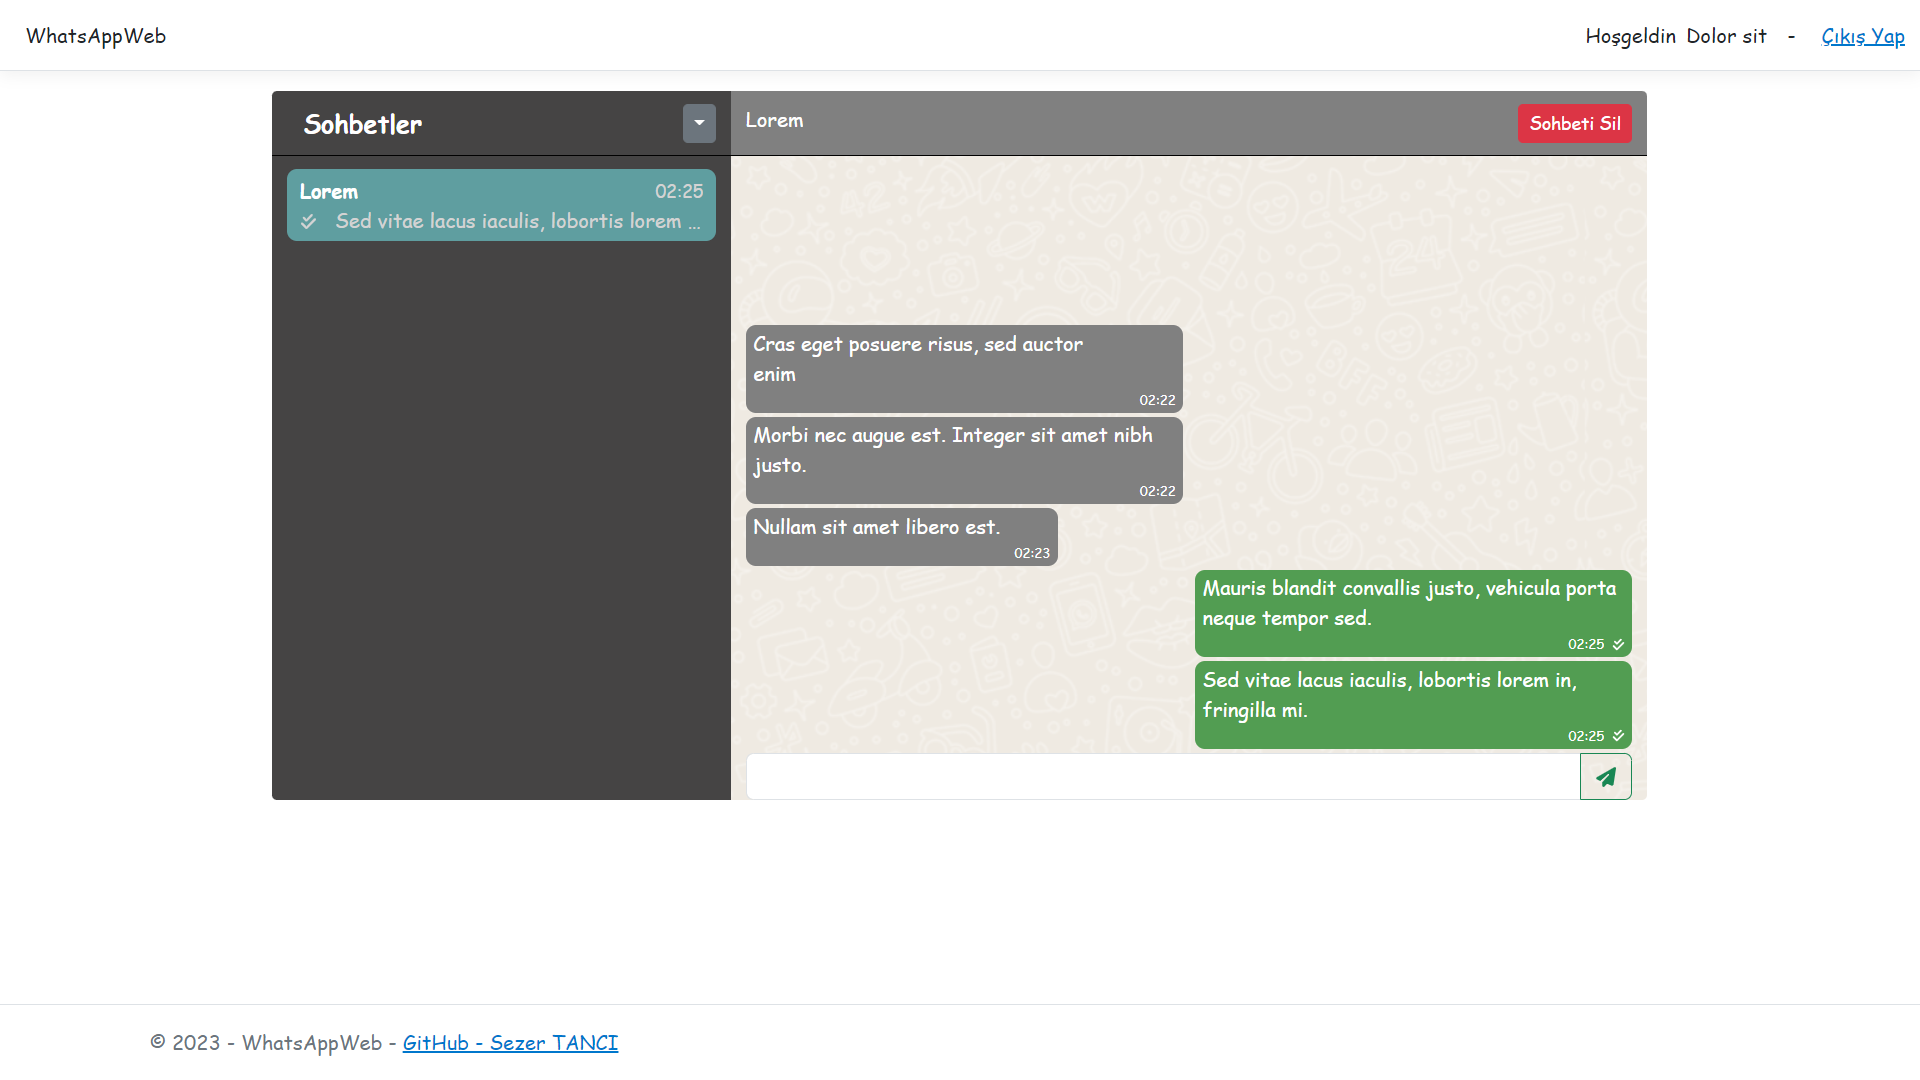 WhatsAppWeb
Hoşgeldin Dolor sit - Çıkış Yap
Sohbetler
Lorem 02:25
Sed vitae lacus iaculis, lobortis lorem ...
Lorem
Sohbeti Sil
Cras eget posuere risus, sed auctor
enim
02:22
Morbi nec augue est. Integer sit amet nibh
justo.
02:22
Nullam sit amet libero est.
02:23
Mauris blandit convallis justo, vehicula porta
neque tempor sed.
02:25
Sed vitae lacus iaculis, lobortis lorem in,
fringilla mi.
02:25
© 2023 - WhatsAppWeb - GitHub - Sezer TANCI